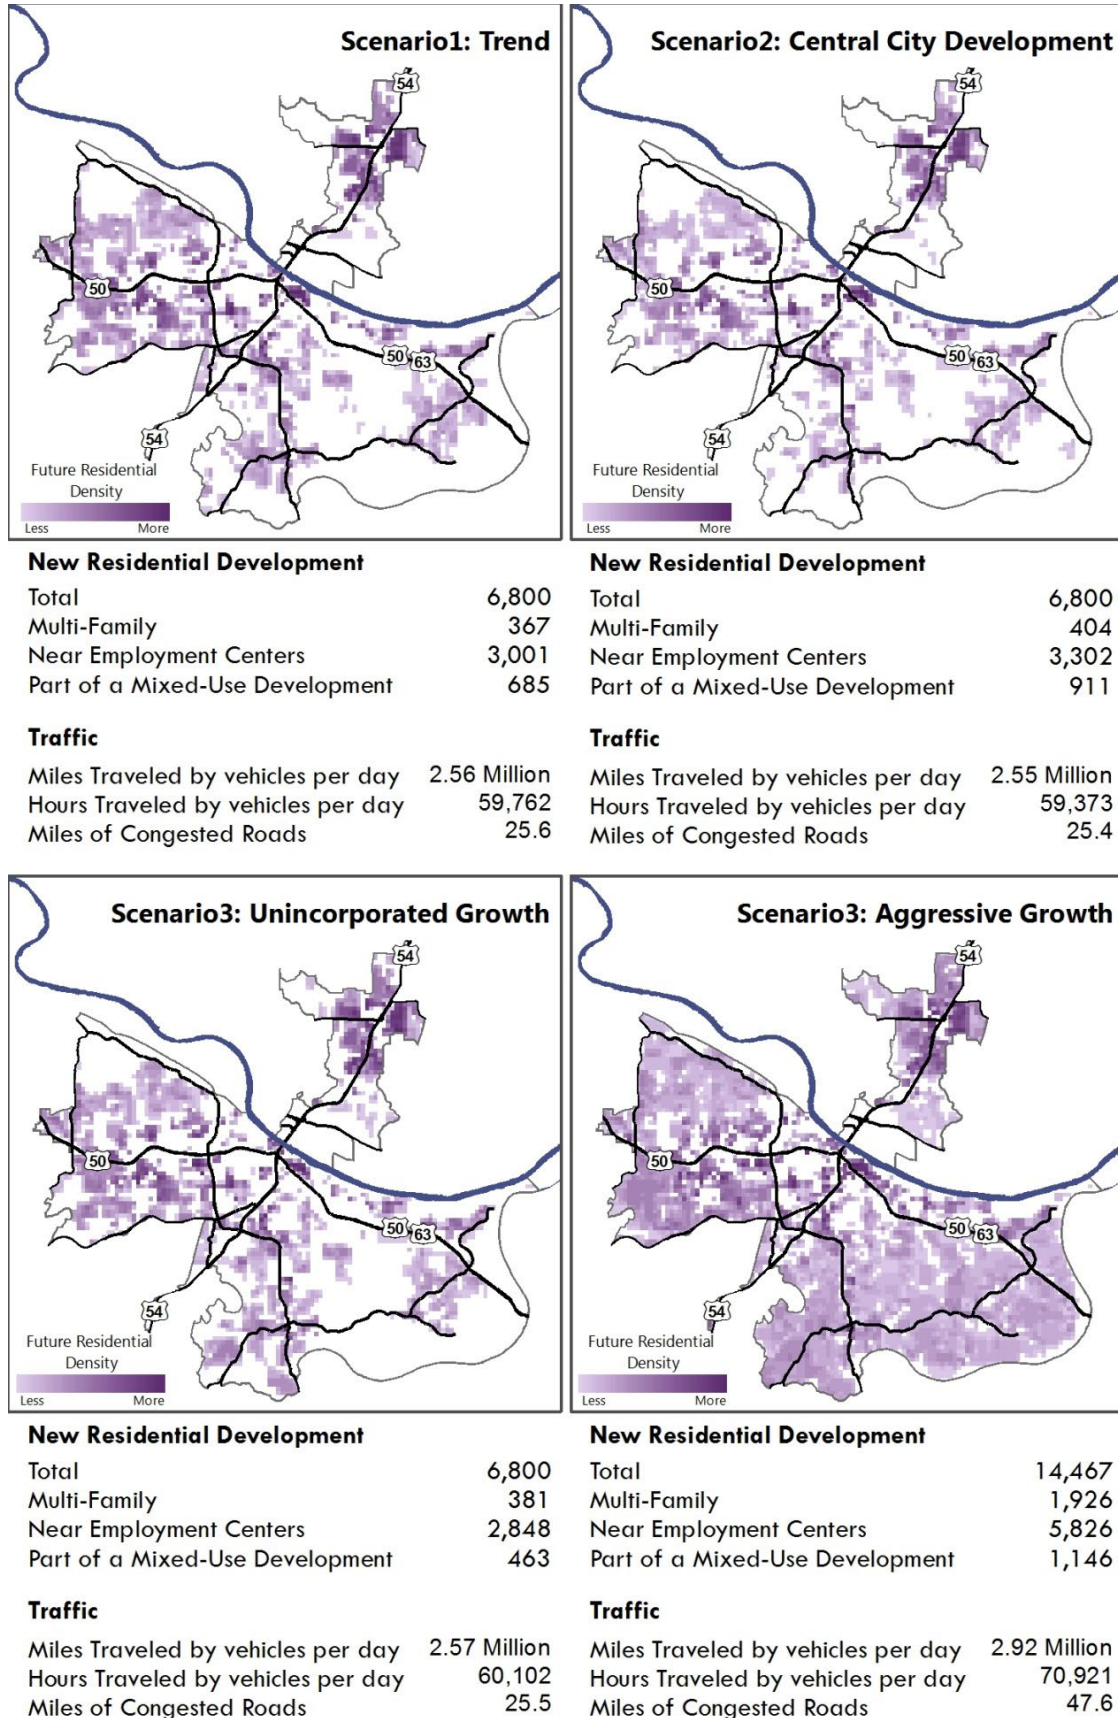 Scenario1: Trend
54
50
50 63
54
Future Residential
Density
Less More
New Residential Development
Total 6,800
Multi-Family 367
Near Employment Centers 3,001
Part of a Mixed-Use Development 685
Traffic
Miles Traveled by vehicles per day 2.56 Million
Hours Traveled by vehicles per day 59,762
Miles of Congested Roads 25.6
Scenario2: Central City Development
54
50
50 63
54
Future Residential
Density
Less More
New Residential Development
Total 6,800
Multi-Family 404
Near Employment Centers 3,302
Part of a Mixed-Use Development 911
Traffic
Miles Traveled by vehicles per day 2.55 Million
Hours Traveled by vehicles per day 59,373
Miles of Congested Roads 25.4
Scenario3: Unincorporated Growth
54
50
50 63
54
Future Residential
Density
Less More
New Residential Development
Total 6,800
Multi-Family 381
Near Employment Centers 2,848
Part of a Mixed-Use Development 463
Traffic
Miles Traveled by vehicles per day 2.57 Million
Hours Traveled by vehicles per day 60,102
Miles of Congested Roads 25.5
Scenario3: Aggressive Growth
54
50
50 63
54
Future Residential
Density
Less More
New Residential Development
Total 14,467
Multi-Family 1,926
Near Employment Centers 5,826
Part of a Mixed-Use Development 1,146
Traffic
Miles Traveled by vehicles per day 2.92 Million
Hours Traveled by vehicles per day 70,921
Miles of Congested Roads 47.6